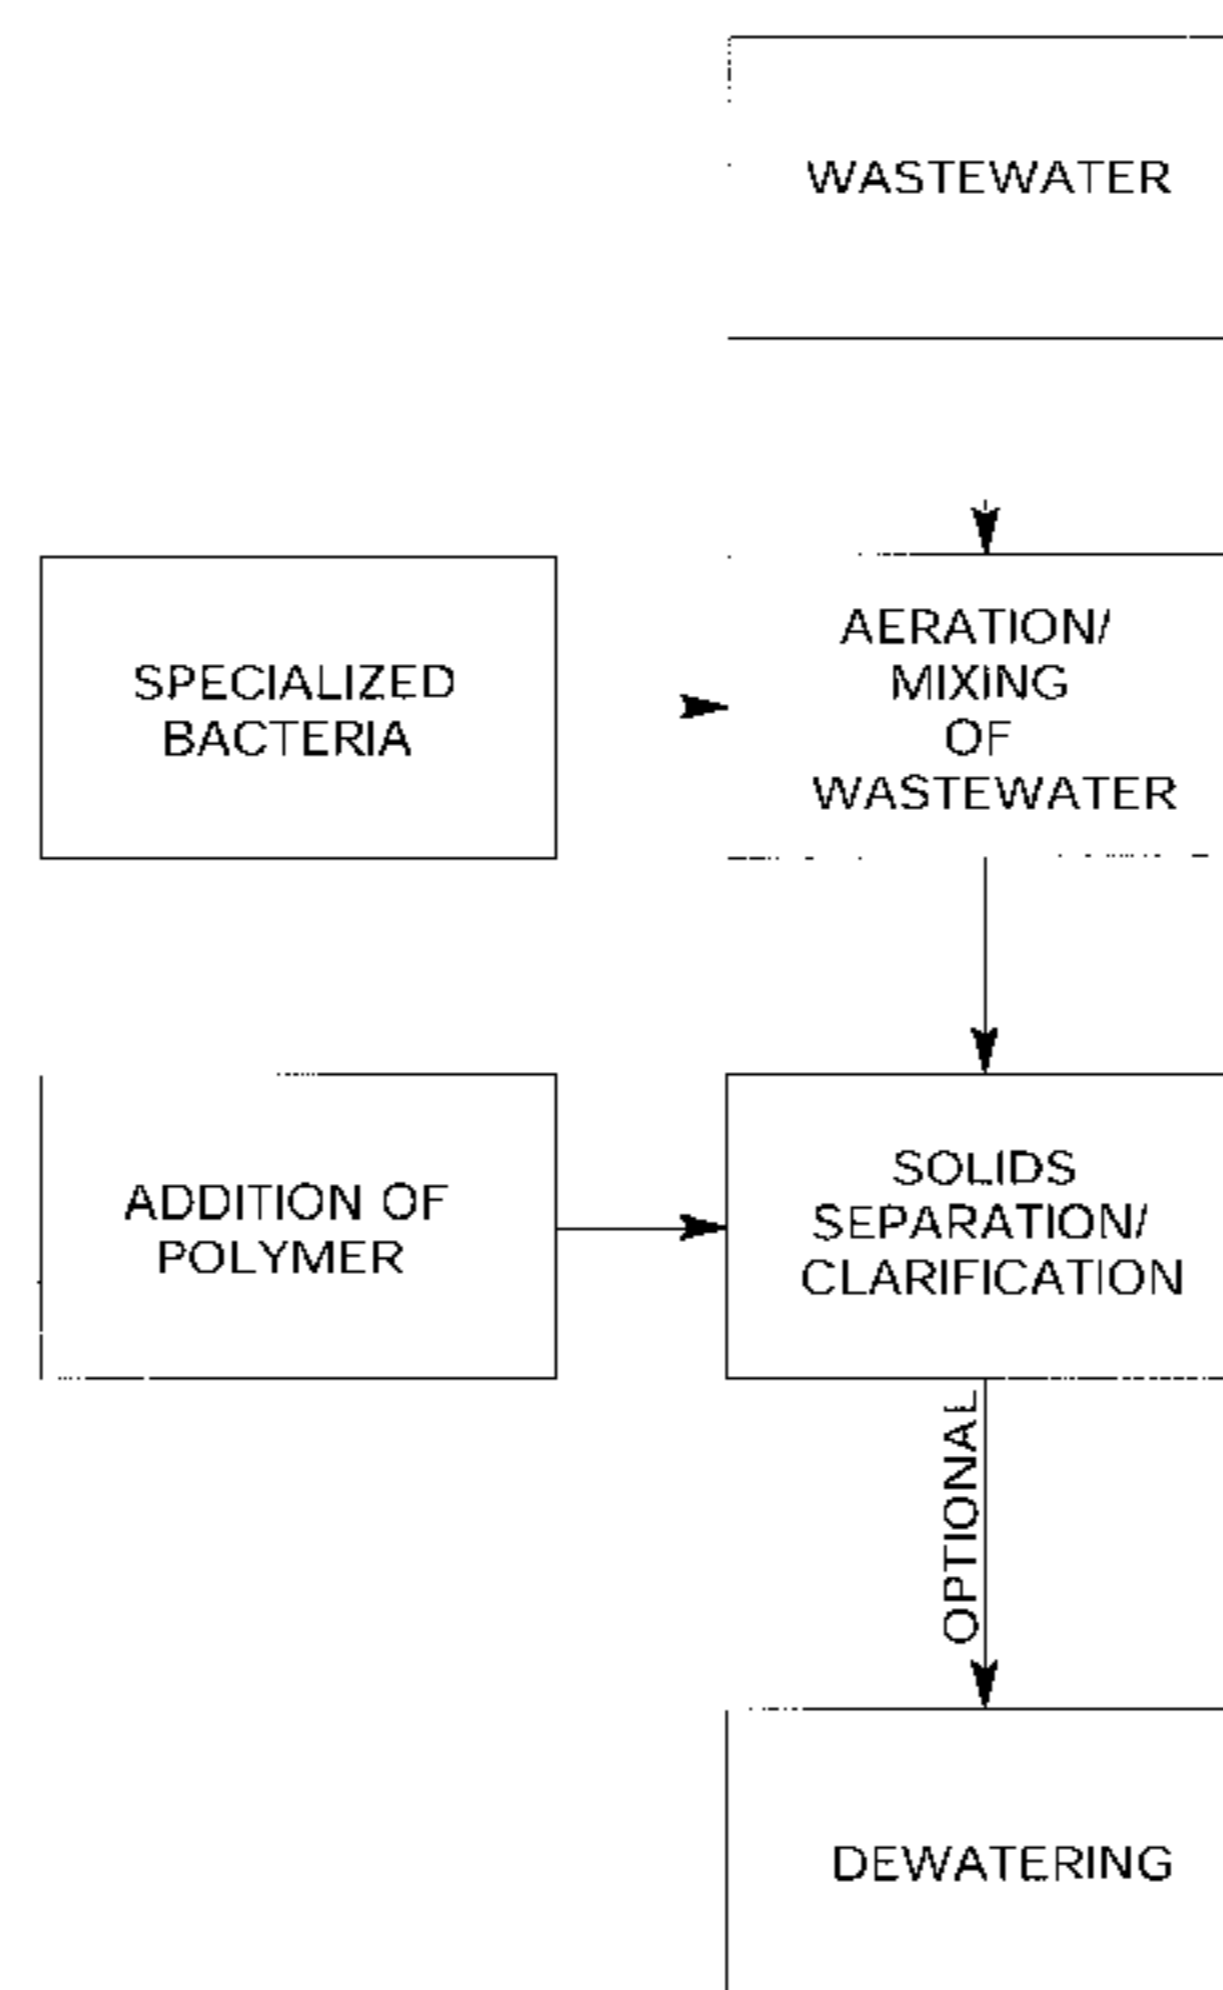 WASTEWATER
SPECIALIZED
BACTERIA
AERATION/
MIXING
OF
WASTEWATER
ADDITION OF
POLYMER
SOLIDS
SEPARATION/
CLARIFICATION
OPTIONAL
DEWATERING